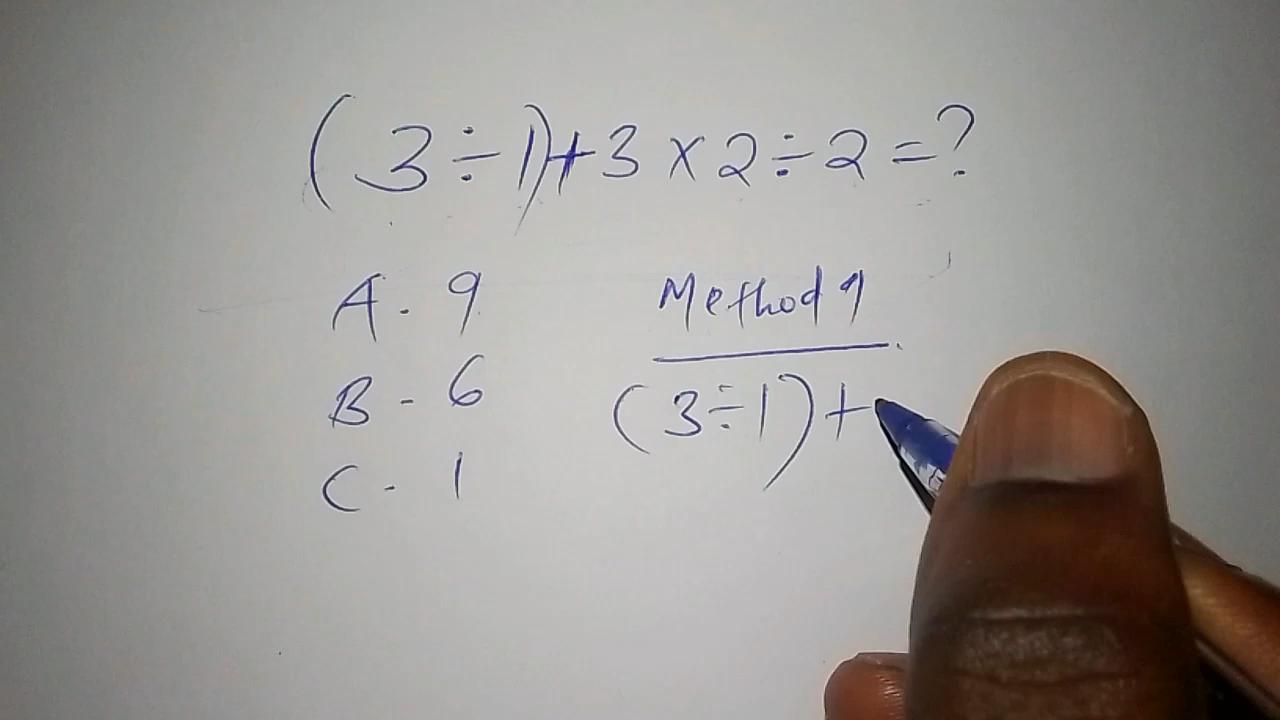 (3÷1)+3×2÷2=?
A. 9
B - 6
C - 1
Method 1
(3÷1)+